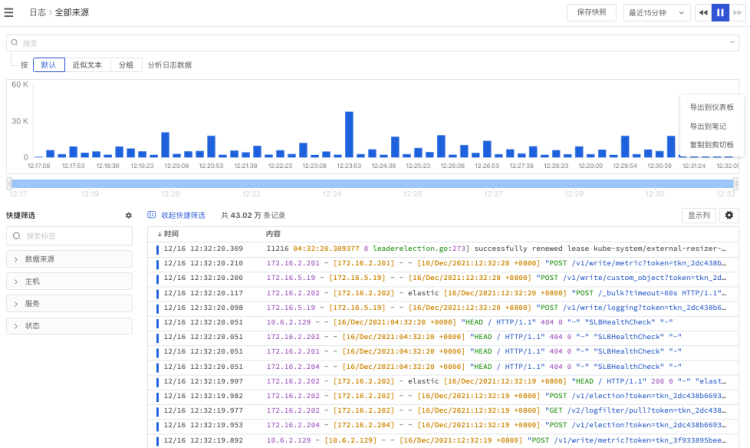 日志 > 全部来源
保存快照
最近15分钟
搜索
按 默认 近似文本 分组 分析日志数据
60 K
30 K
0
导出到仪表板
导出到笔记
复制到剪切板
12:17:08 12:17:53 12:18:38 12:19:23 12:20:08 12:20:53 12:21:38 12:22:23 12:23:08 12:23:53 12:24:38 12:25:23 12:26:08 12:26:53 12:27:38 12:28:23 12:29:08 12:29:53 12:30:39 12:31:24 12:32:0
12:17 12:19 12:20 12:22 12:24 12:25 12:27 12:29 12:30 12:32
快捷筛选
收起快捷筛选 共 43.02 万 条记录
显示列
搜索标签
数据来源
主机
服务
状态
↓时间 内容
12/16 12:32:20.309 I1216 04:32:20.309377 8 leaderelection.go:273] successfully renewed lease kube-system/external-resizer-…
12/16 12:32:20.210 172.16.2.201 - [172.16.2.201] - - [16/Dec/2021:12:32:20 +0800] "POST /v1/write/metric?token=tkn_2dc438b…
12/16 12:32:20.200 172.16.5.19 - [172.16.5.19] - - [16/Dec/2021:12:32:20 +0800] "POST /v1/write/custom_object?token=tkn_2d…
12/16 12:32:20.117 172.16.2.202 - [172.16.2.202] - elastic [16/Dec/2021:12:32:20 +0800] "POST /_bulk?timeout=60s HTTP/1.1"…
12/16 12:32:20.098 172.16.5.19 - [172.16.5.19] - - [16/Dec/2021:12:32:20 +0800] "POST /v1/write/logging?token=tkn_2dc438b6…
12/16 12:32:20.051 10.6.2.129 - - [16/Dec/2021:04:32:20 +0000] "HEAD / HTTP/1.1" 404 0 "-" "SLBHealthCheck" "-"
12/16 12:32:20.051 172.16.2.202 - - [16/Dec/2021:04:32:20 +0000] "HEAD / HTTP/1.1" 404 0 "-" "SLBHealthCheck" "-"
12/16 12:32:20.051 172.16.2.201 - - [16/Dec/2021:04:32:20 +0000] "HEAD / HTTP/1.1" 404 0 "-" "SLBHealthCheck" "-"
12/16 12:32:20.051 172.16.2.204 - - [16/Dec/2021:04:32:20 +0000] "HEAD / HTTP/1.1" 404 0 "-" "SLBHealthCheck" "-"
12/16 12:32:19.997 172.16.2.202 - [172.16.2.202] - elastic [16/Dec/2021:12:32:19 +0800] "HEAD / HTTP/1.1" 200 0 "-" "elast…
12/16 12:32:19.982 172.16.2.202 - [172.16.2.202] - - [16/Dec/2021:12:32:19 +0800] "POST /v1/election?token=tkn_2dc438b6693…
12/16 12:32:19.977 172.16.2.202 - [172.16.2.202] - - [16/Dec/2021:12:32:19 +0800] "GET /v2/logfilter/pull?token=tkn_2dc438…
12/16 12:32:19.953 172.16.2.204 - [172.16.2.204] - - [16/Dec/2021:12:32:19 +0800] "POST /v1/election?token=tkn_2dc438b6693…
12/16 12:32:19.892 10.6.2.129 - [10.6.2.129] - - [16/Dec/2021:12:32:19 +0800] "POST /v1/write/metric?token=tkn_3f933895bee…